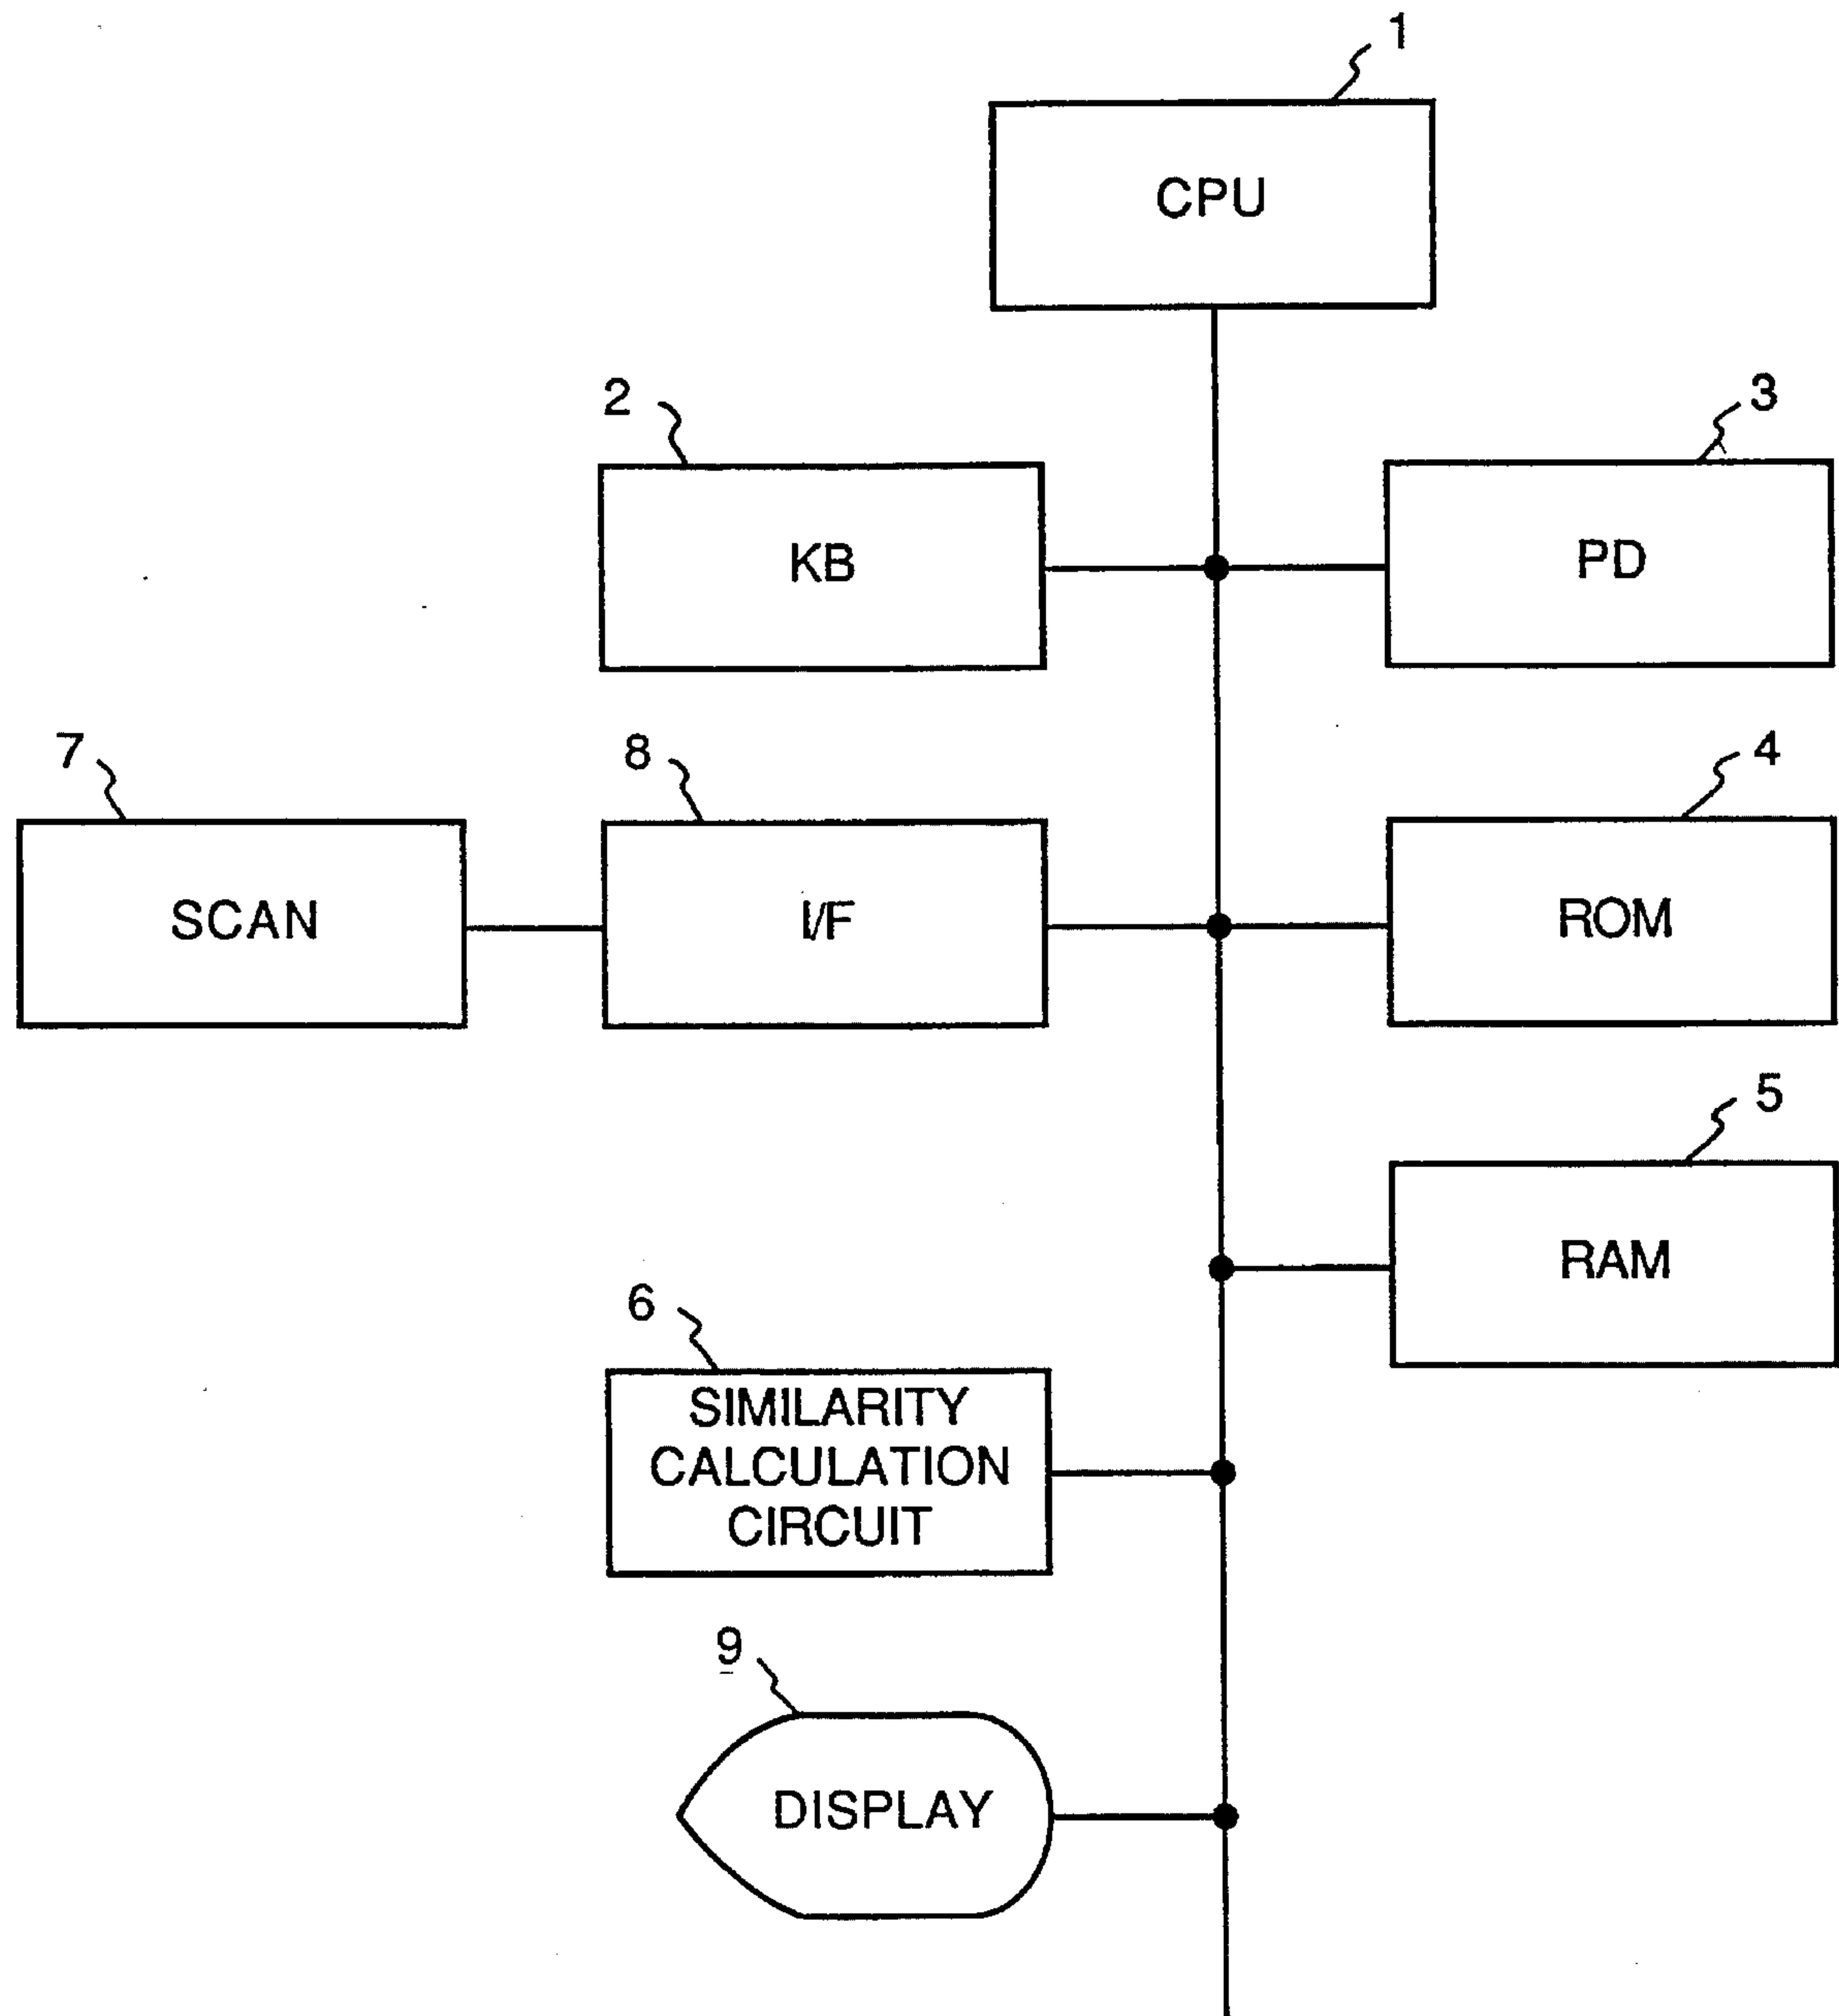 1
CPU
2
3
KB
PD
7
8
4
SCAN
I/F
ROM
5
RAM
6
SIMILARITY
CALCULATION
CIRCUIT
9
DISPLAY